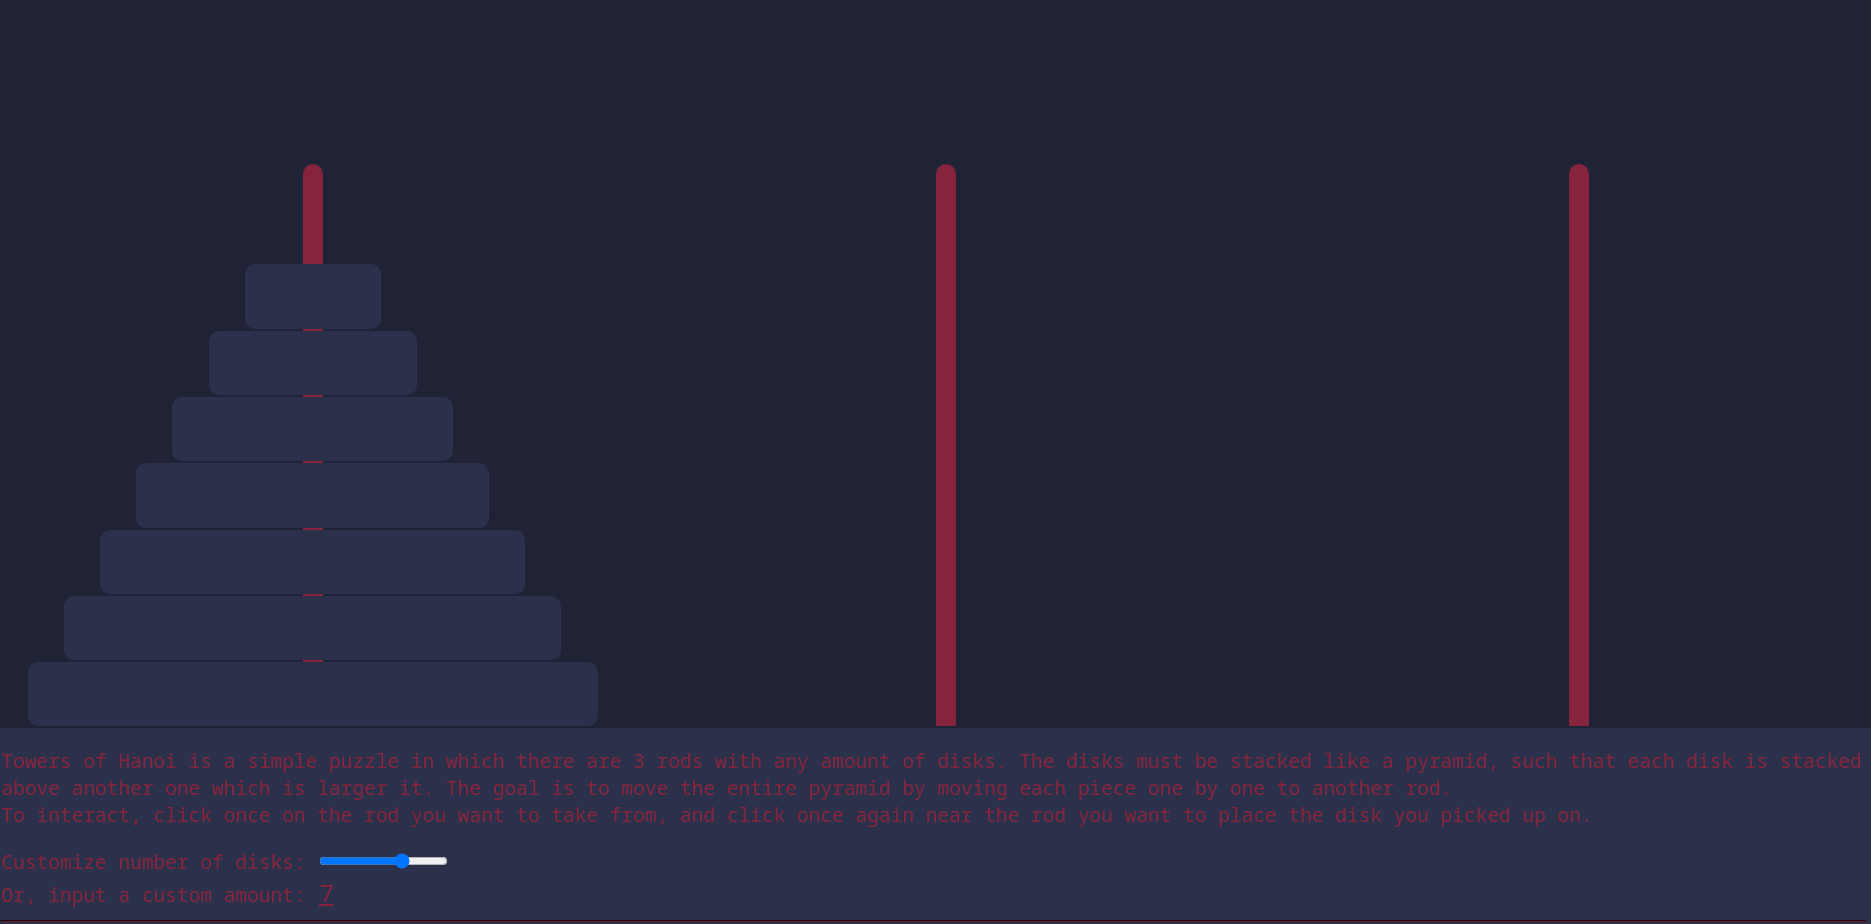 Towers of Hanoi is a simple puzzle in which there are 3 rods with any amount of disks. The disks must be stacked like a pyramid, such that each disk is stacked
above another one which is larger it. The goal is to move the entire pyramid by moving each piece one by one to another rod.
To interact, click once on the rod you want to take from, and click once again near the rod you want to place the disk you picked up on.
Customize number of disks:
Or, input a custom amount: 7